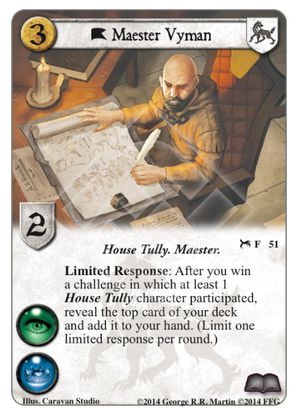 3
Maester Vyman
2
House Tully. Maester.
F 51
Limited Response: After you win
a challenge in which at least 1
House Tully character participated,
reveal the top card of your deck
and add it to your hand. (Limit one
limited response per round.)
Illus. Caravan Studio
©2014 George R.R. Martin ©2014 FFG